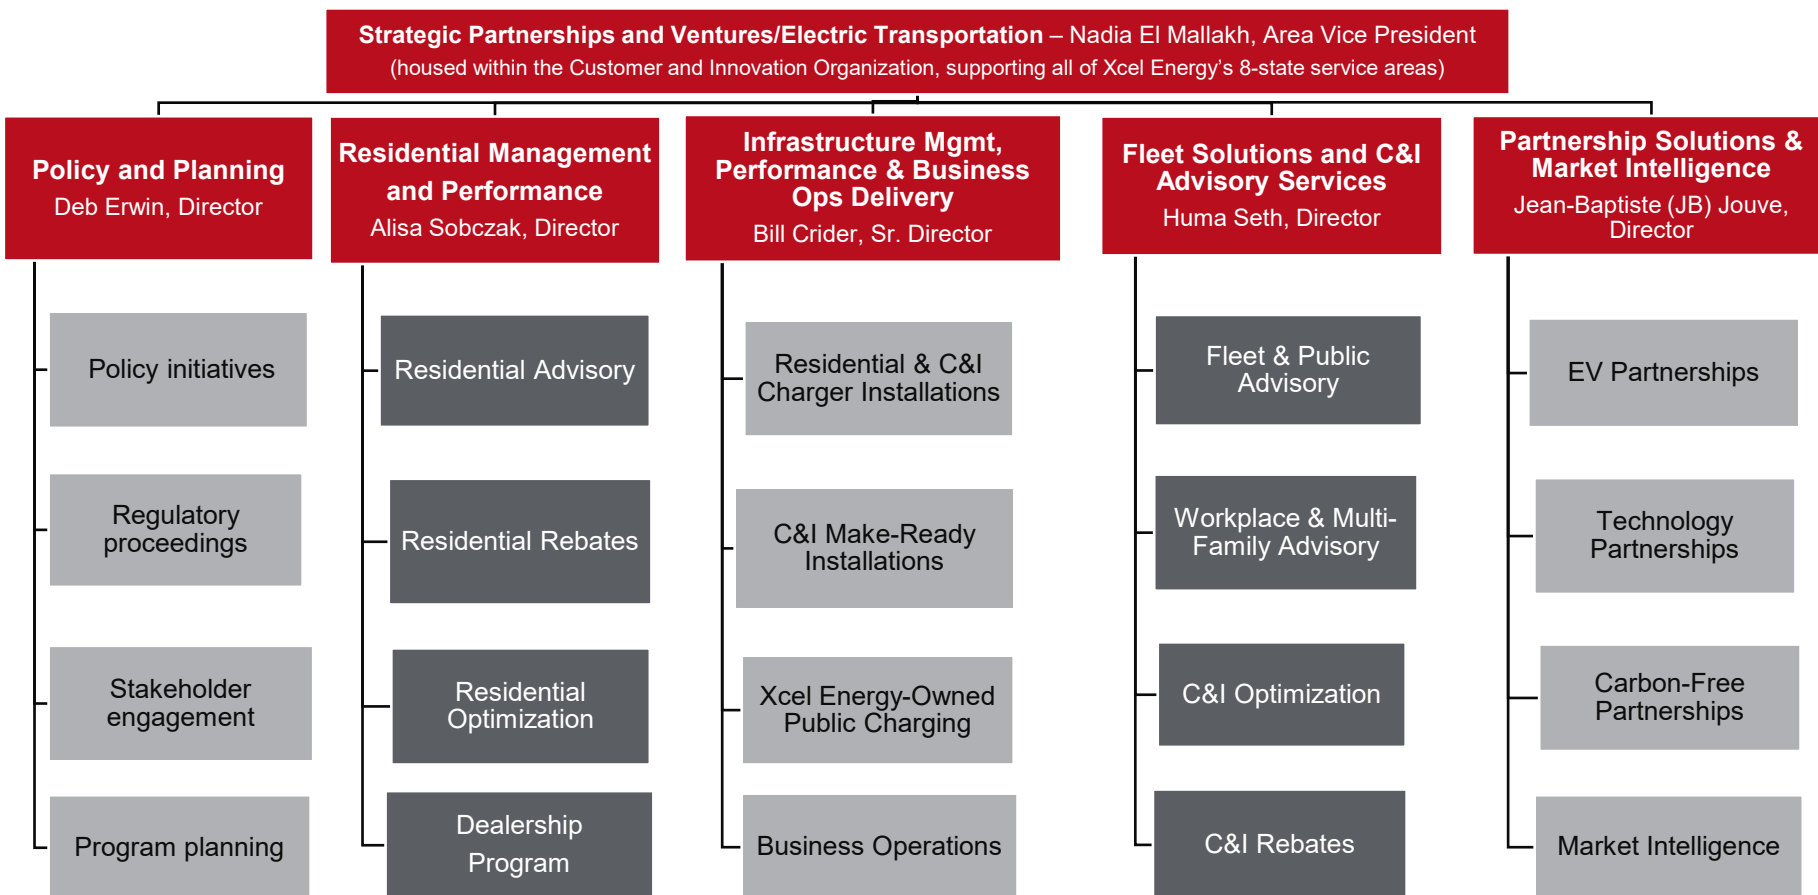 Strategic Partnerships and Ventures/Electric Transportation – Nadia El Mallakh, Area Vice President
(housed within the Customer and Innovation Organization, supporting all of Xcel Energy's 8-state service areas)
Policy and Planning
Deb Erwin, Director
Policy initiatives
Regulatory
proceedings
Stakeholder
engagement
Program planning
Residential Management
and Performance
Alisa Sobczak, Director
Residential Advisory
Residential Rebates
Residential
Optimization
Dealership
Program
Infrastructure Mgmt,
Performance & Business
Ops Delivery
Bill Crider, Sr. Director
Residential & C&I
Charger Installations
C&I Make-Ready
Installations
Xcel Energy-Owned
Public Charging
Business Operations
Fleet Solutions and C&I
Advisory Services
Huma Seth, Director
Fleet & Public
Advisory
Workplace & Multi-
Family Advisory
C&I Optimization
C&I Rebates
Partnership Solutions &
Market Intelligence
Jean-Baptiste (JB) Jouve,
Director
EV Partnerships
Technology
Partnerships
Carbon-Free
Partnerships
Market Intelligence